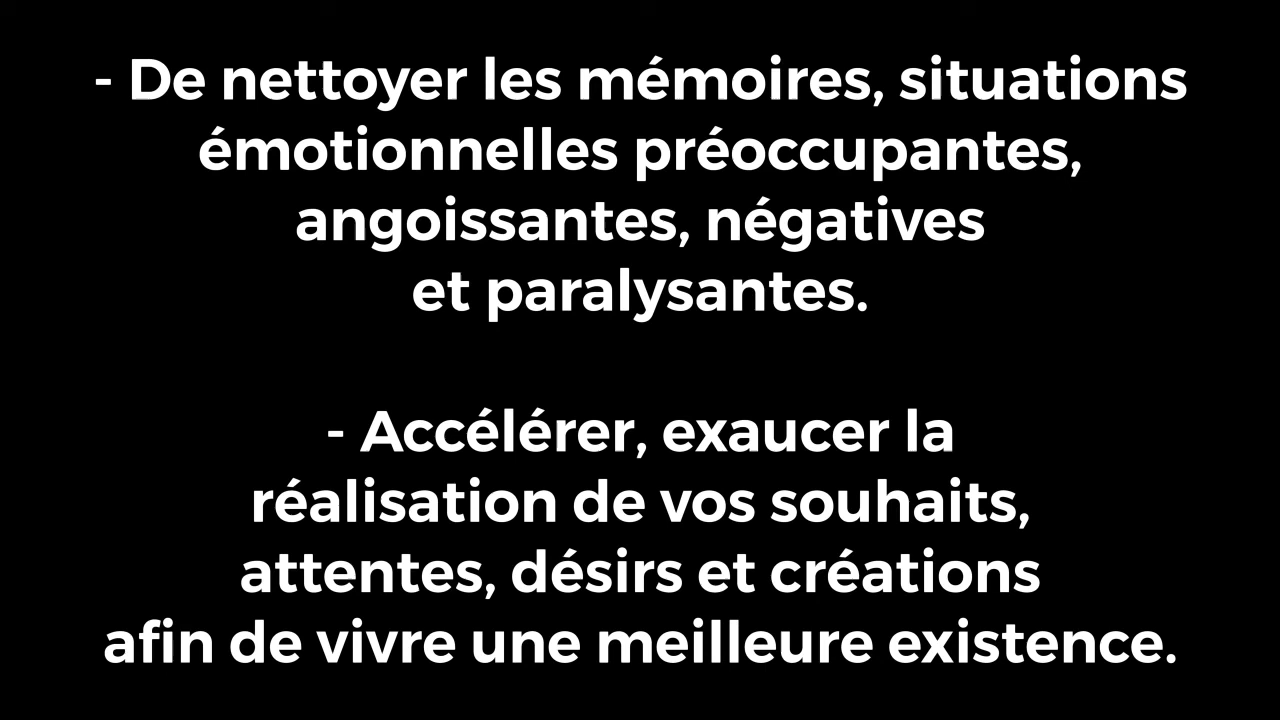 - De nettoyer les mémoires, situations
émotionnelles préoccupantes,
angoissantes, négatives
et paralysantes.
- Accélérer, exaucer la
réalisation de vos souhaits,
attentes, désirs et créations
afin de vivre une meilleure existence.